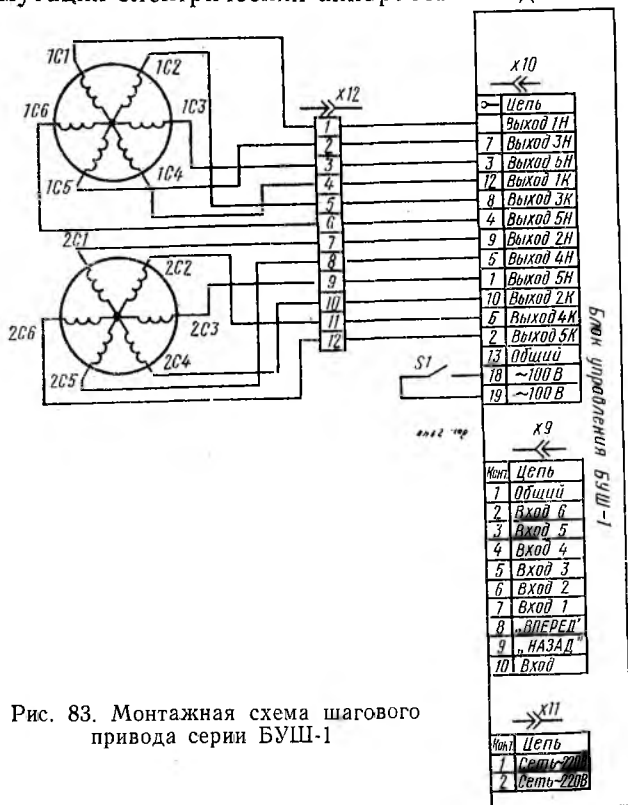 1С1
1С2
1С3
1С4
1С5
1С6
2С1
2С2
2С3
2С4
2С5
2С6
X12
1
2
3
4
5
6
7
8
9
10
11
12
S1
X10
Цепь
Выход 1Н
7 Выход 3Н
3 Выход 6Н
12 Выход 1К
8 Выход 3К
4 Выход 5Н
9 Выход 2Н
5 Выход 4Н
1 Выход 5Н
10 Выход 2К
Выход 4К
2 Выход 5К
13 Общий
18 ~100 В
19 ~100 В
Блок управления БУШ-1
X9
Конт. Цепь
1 Общий
2 Вход 6
3 Вход 5
4 Вход 4
5 Вход 3
6 Вход 2
7 Вход 1
8 „ВПЕРЕД"
9 „НАЗАД"
10 Вход
X11
Конт. Цепь
1 Сеть~220В
2 Сеть~220В
Рис. 83. Монтажная схема шагового
привода серии БУШ-1